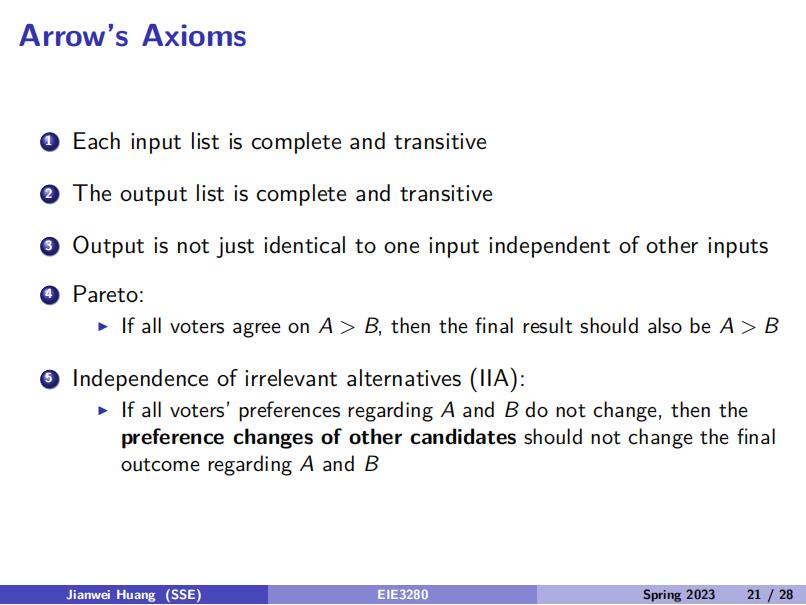 Arrow's Axioms
1 Each input list is complete and transitive
2 The output list is complete and transitive
3 Output is not just identical to one input independent of other inputs
4 Pareto:
▶ If all voters agree on A > B, then the final result should also be A > B
5 Independence of irrelevant alternatives (IIA):
▶ If all voters' preferences regarding A and B do not change, then the
preference changes of other candidates should not change the final
outcome regarding A and B
Jianwei Huang (SSE) EIE3280 Spring 2023 21 / 28